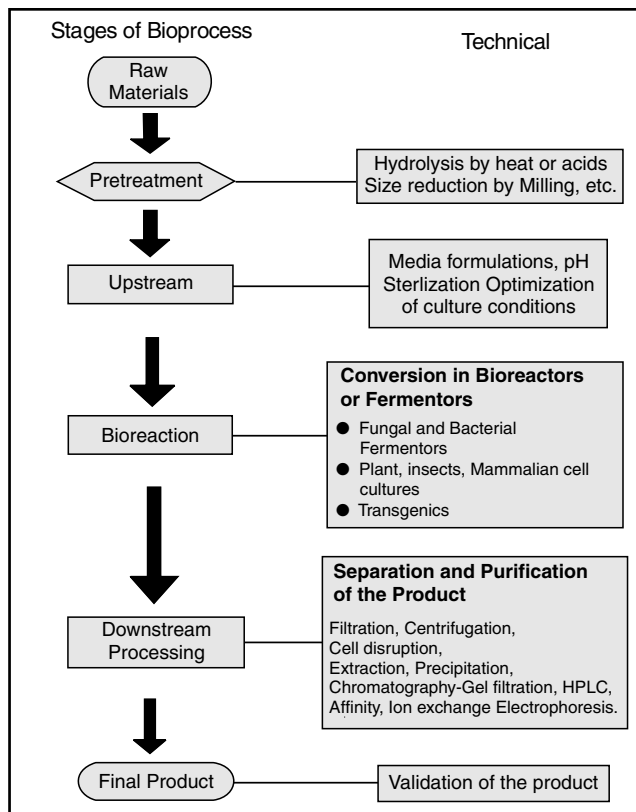 Stages of Bioprocess
Technical
Raw
Materials
Pretreatment
Hydrolysis by heat or acids
Size reduction by Milling, etc.
Upstream
Media formulations, pH
Sterlization Optimization
of culture conditions
Bioreaction
Conversion in Bioreactors
or Fermentors
● Fungal and Bacterial
Fermentors
● Plant, insects, Mammalian cell
cultures
● Transgenics
Downstream
Processing
Separation and Purification
of the Product
Filtration, Centrifugation,
Cell disruption,
Extraction, Precipitation,
Chromatography-Gel filtration, HPLC,
Affinity, Ion exchange Electrophoresis.
Final Product
Validation of the product